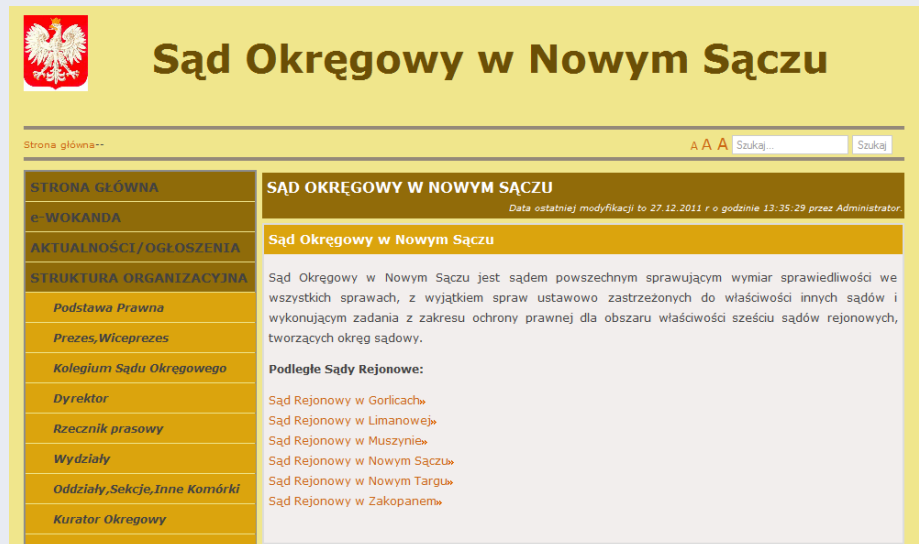 Sąd Okręgowy w Nowym Sączu
Strona główna--
A A A Szukaj... Szukaj
STRONA GŁÓWNA
e-WOKANDA
AKTUALNOŚCI/OGŁOSZENIA
STRUKTURA ORGANIZACYJNA
Podstawa Prawna
Prezes,Wiceprezes
Kolegium Sądu Okręgowego
Dyrektor
Rzecznik prasowy
Wydziały
Oddziały,Sekcje,Inne Komórki
Kurator Okregowy
SĄD OKRĘGOWY W NOWYM SĄCZU
Data ostatniej modyfikacji to 27.12.2011 r o godzinie 13:35:29 przez Administrator.
Sąd Okręgowy w Nowym Sączu
Sąd Okręgowy w Nowym Sączu jest sądem powszechnym sprawującym wymiar sprawiedliwości we
wszystkich sprawach, z wyjątkiem spraw ustawowo zastrzeżonych do właściwości innych sądów i
wykonującym zadania z zakresu ochrony prawnej dla obszaru właściwości sześciu sądów rejonowych,
tworzących okręg sądowy.
Podległe Sądy Rejonowe:
Sąd Rejonowy w Gorlicach»
Sąd Rejonowy w Limanowej»
Sąd Rejonowy w Muszynie»
Sąd Rejonowy w Nowym Sączu»
Sąd Rejonowy w Nowym Targu»
Sąd Rejonowy w Zakopanem»